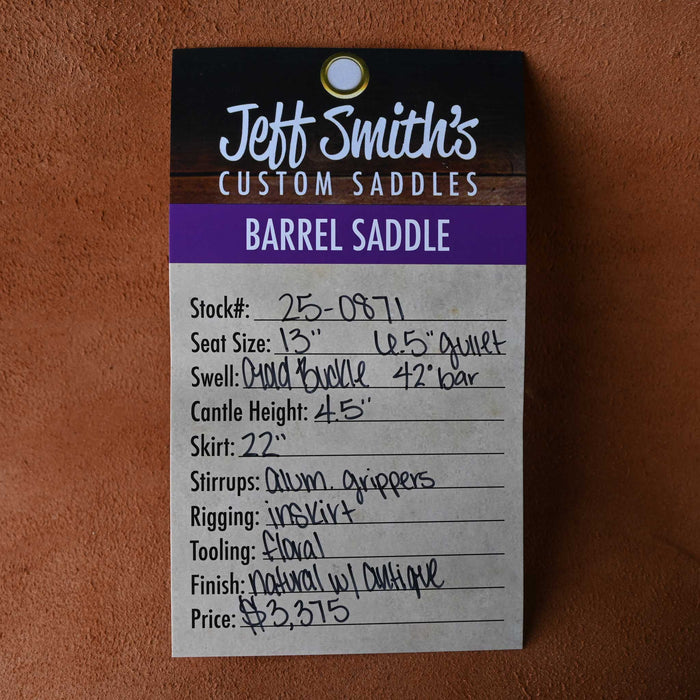 Jeff Smith's
CUSTOM SADDLES
BARREL SADDLE
Stock#: 25-0871
Seat Size: 13" 6.5" gullet
Swell: Buckle 42° bar
Cantle Height: 4.5"
Skirt: 22"
Stirrups: alum. grippers
Rigging: inskirt
Tooling: floral
Finish: natural w/ antique
Price: $3,375